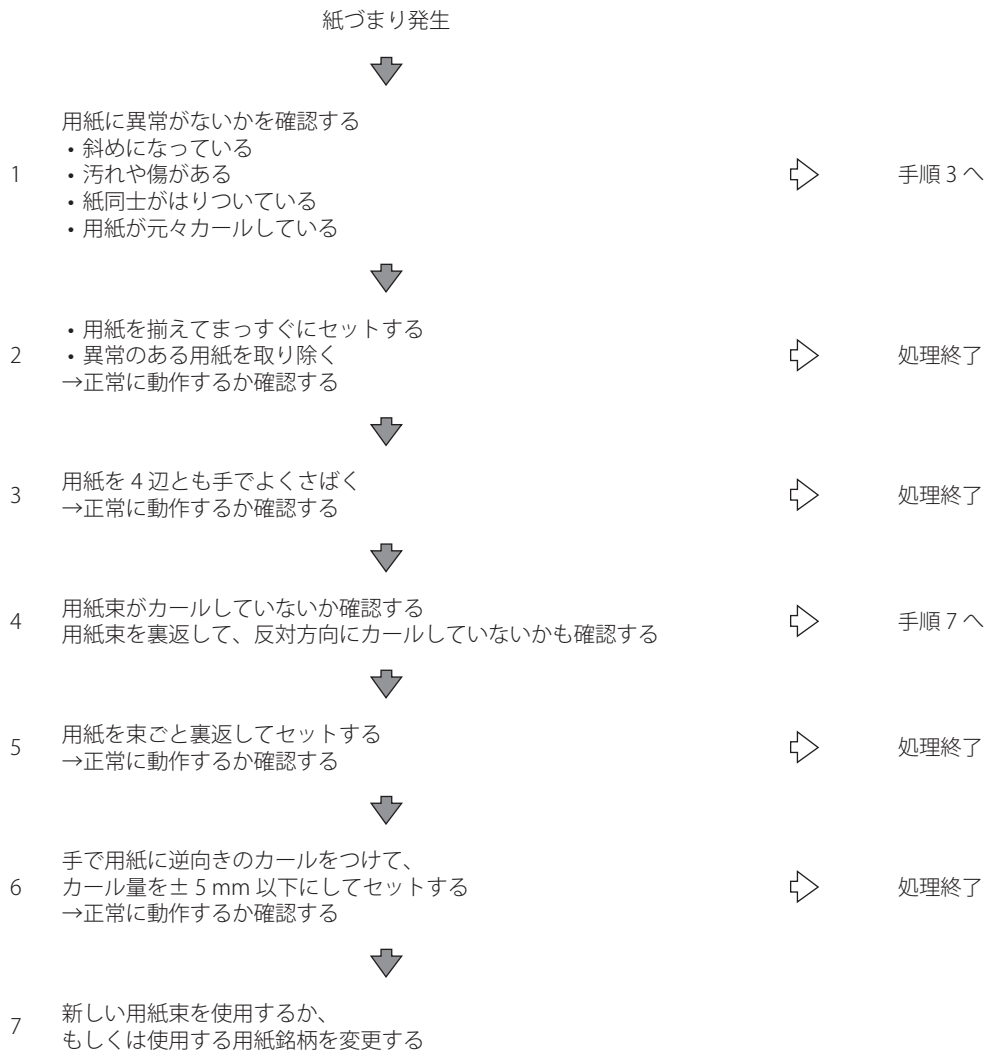 紙づまり発生
用紙に異常がないかを確認する
・斜めになっている
1 ・汚れや傷がある 手順 3 へ
・紙同士がはりついている
・用紙が元々カールしている
・用紙を揃えてまっすぐにセットする
2 ・異常のある用紙を取り除く 処理終了
→正常に動作するか確認する
用紙を 4 辺とも手でよくさばく
3 処理終了
→正常に動作するか確認する
用紙束がカールしていないか確認する
4 手順 7 へ
用紙束を裏返して、反対方向にカールしていないかも確認する
用紙を束ごと裏返してセットする
5 処理終了
→正常に動作するか確認する
手で用紙に逆向きのカールをつけて、
6 カール量を± 5 mm 以下にしてセットする 処理終了
→正常に動作するか確認する
新しい用紙束を使用するか、
7
もしくは使用する用紙銘柄を変更する